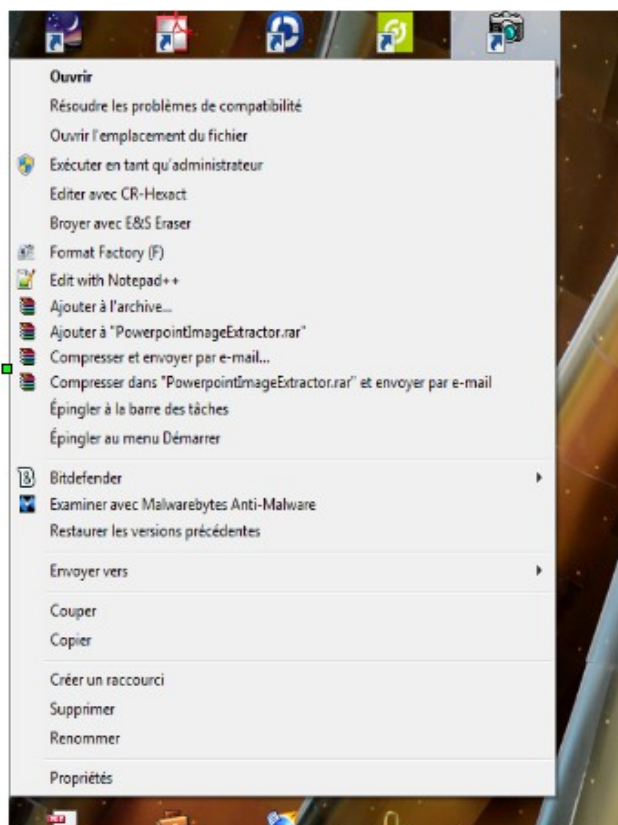 Ouvrir
Résoudre les problèmes de compatibilité
Ouvrir l'emplacement du fichier
Exécuter en tant qu'administrateur
Editer avec CR-Hexact
Broyer avec E&S Eraser
Format Factory (F)
Edit with Notepad++
Ajouter à l'archive...
Ajouter à "PowerpointImageExtractor.rar"
Compresser et envoyer par e-mail...
Compresser dans "PowerpointImageExtractor.rar" et envoyer par e-mail
Épingler à la barre des tâches
Épingler au menu Démarrer
Bitdefender
Examiner avec Malwarebytes Anti-Malware
Restaurer les versions précédentes
Envoyer vers
Couper
Copier
Créer un raccourci
Supprimer
Renommer
Propriétés